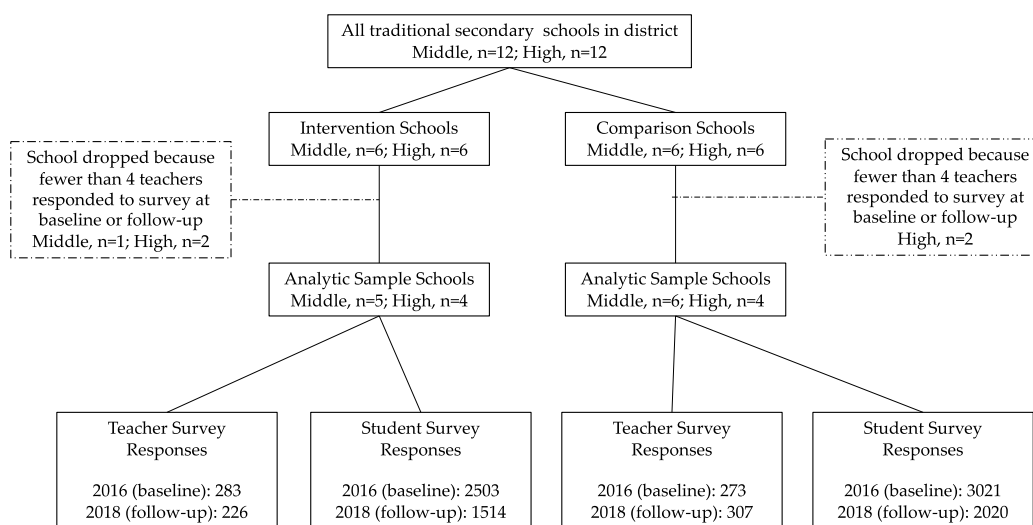 All traditional secondary schools in district
Middle, n=12; High, n=12
Intervention Schools
Middle, n=6; High, n=6
Comparison Schools
Middle, n=6; High, n=6
School dropped because
fewer than 4 teachers
responded to survey at
baseline or follow-up
Middle, n=1; High, n=2
School dropped because
fewer than 4 teachers
responded to survey at
baseline or follow-up
High, n=2
Analytic Sample Schools
Middle, n=5; High, n=4
Analytic Sample Schools
Middle, n=6; High, n=4
Teacher Survey
Responses
2016 (baseline): 283
2018 (follow-up): 226
Student Survey
Responses
2016 (baseline): 2503
2018 (follow-up): 1514
Teacher Survey
Responses
2016 (baseline): 273
2018 (follow-up): 307
Student Survey
Responses
2016 (baseline): 3021
2018 (follow-up): 2020